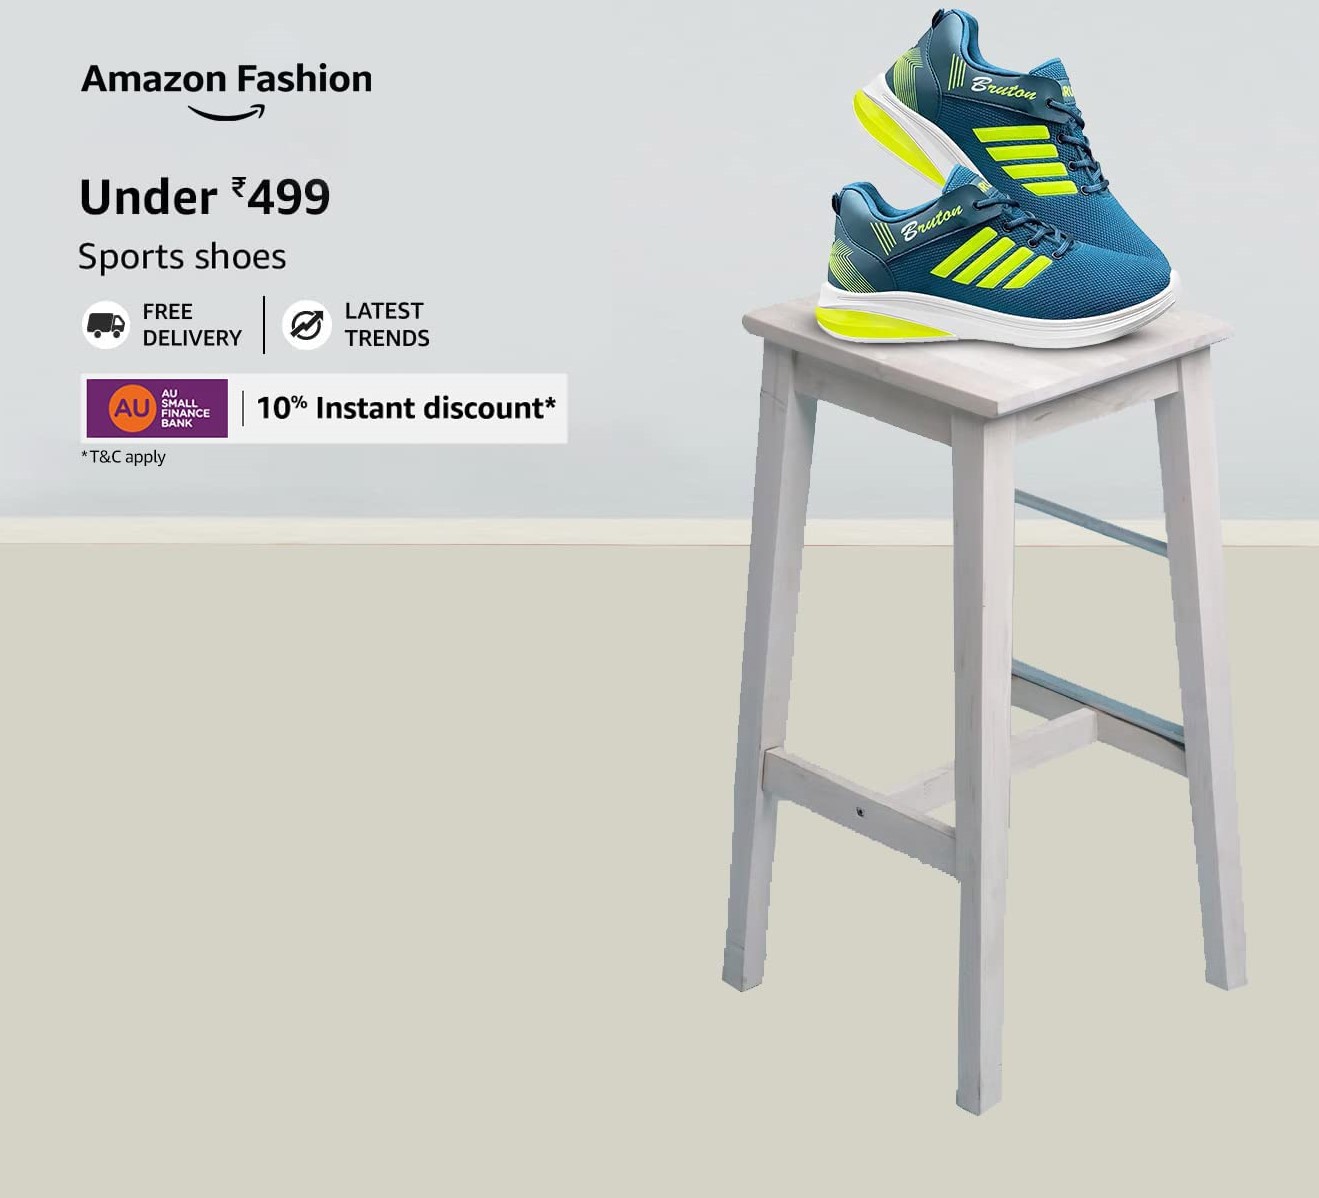 Amazon Fashion
Under ₹499
Sports shoes
FREE
DELIVERY
LATEST
TRENDS
AU
AU
SMALL
FINANCE
BANK
10% Instant discount*
*T&C apply
Bruton
Bruton